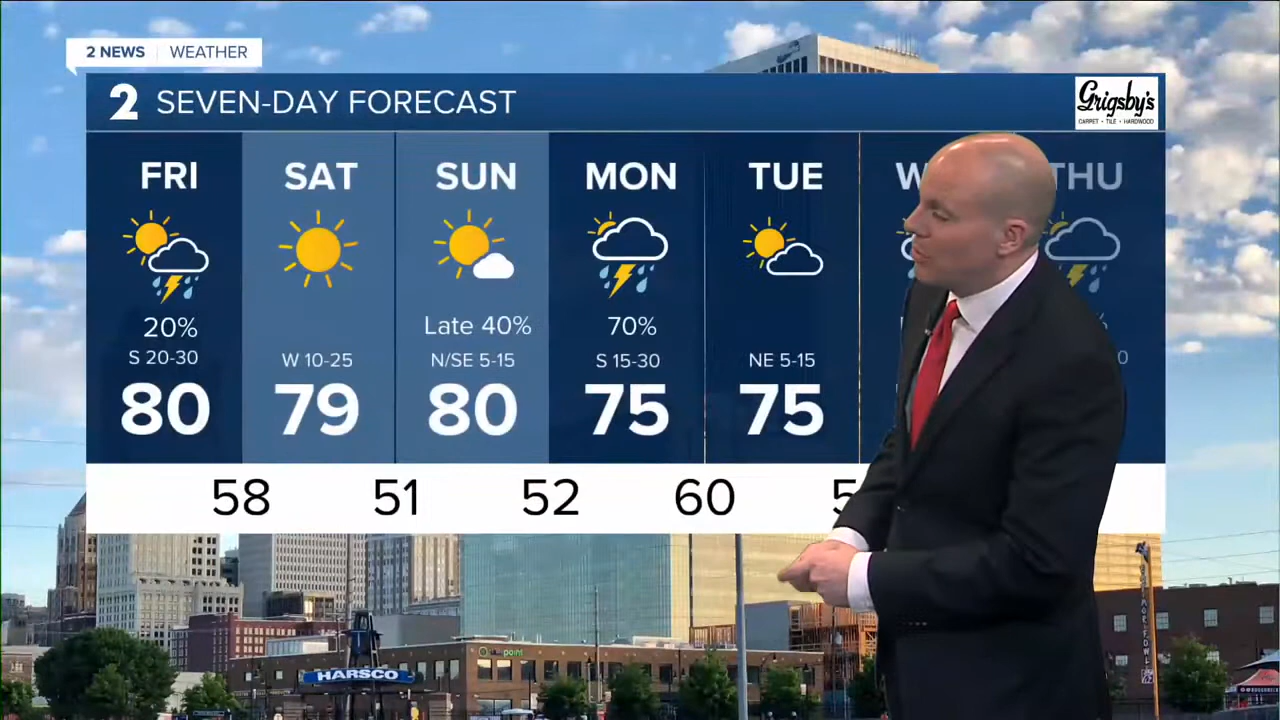 2 NEWS WEATHER
2 SEVEN-DAY FORECAST
Grigsby's
CARPET • TILE • HARDWOOD
FRI SAT SUN MON TUE THU
20% Late 40% 70%
S 20-30 W 10-25 N/SE 5-15 S 15-30 NE 5-15
80 79 80 75 75
58 51 52 60
point
HARSCO